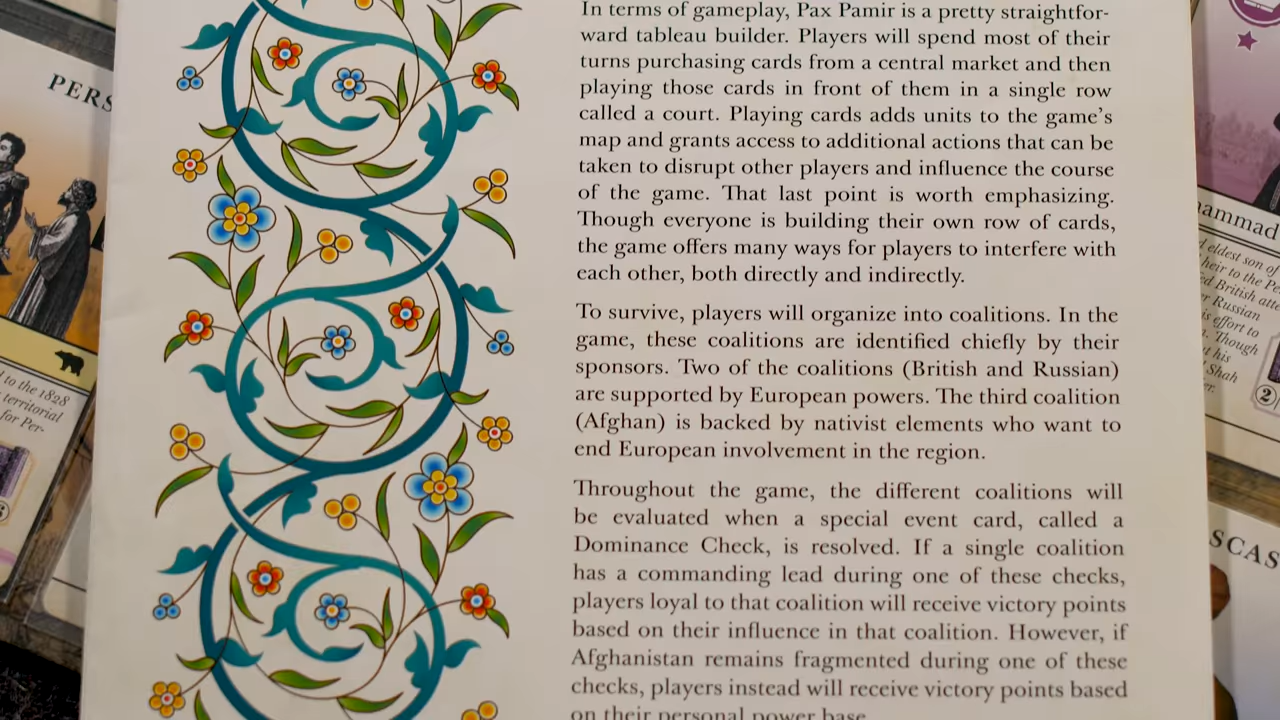 In terms of gameplay, Pax Pamir is a pretty straightfor-
ward tableau builder. Players will spend most of their
turns purchasing cards from a central market and then
playing those cards in front of them in a single row
called a court. Playing cards adds units to the game's
map and grants access to additional actions that can be
taken to disrupt other players and influence the course
of the game. That last point is worth emphasizing.
Though everyone is building their own row of cards,
the game offers many ways for players to interfere with
each other, both directly and indirectly.
To survive, players will organize into coalitions. In the
game, these coalitions are identified chiefly by their
sponsors. Two of the coalitions (British and Russian)
are supported by European powers. The third coalition
(Afghan) is backed by nativist elements who want to
end European involvement in the region.
Throughout the game, the different coalitions will
be evaluated when a special event card, called a
Dominance Check, is resolved. If a single coalition
has a commanding lead during one of these checks,
players loyal to that coalition will receive victory points
based on their influence in that coalition. However, if
Afghanistan remains fragmented during one of these
checks, players instead will receive victory points based
on their personal power base
PERS
to the 1828
territorial
for Per-
ammad
eldest son of
heir to the Pe
d British att
r Russian
is effort to
. Though
t his
Shah
er.
2
SCAS